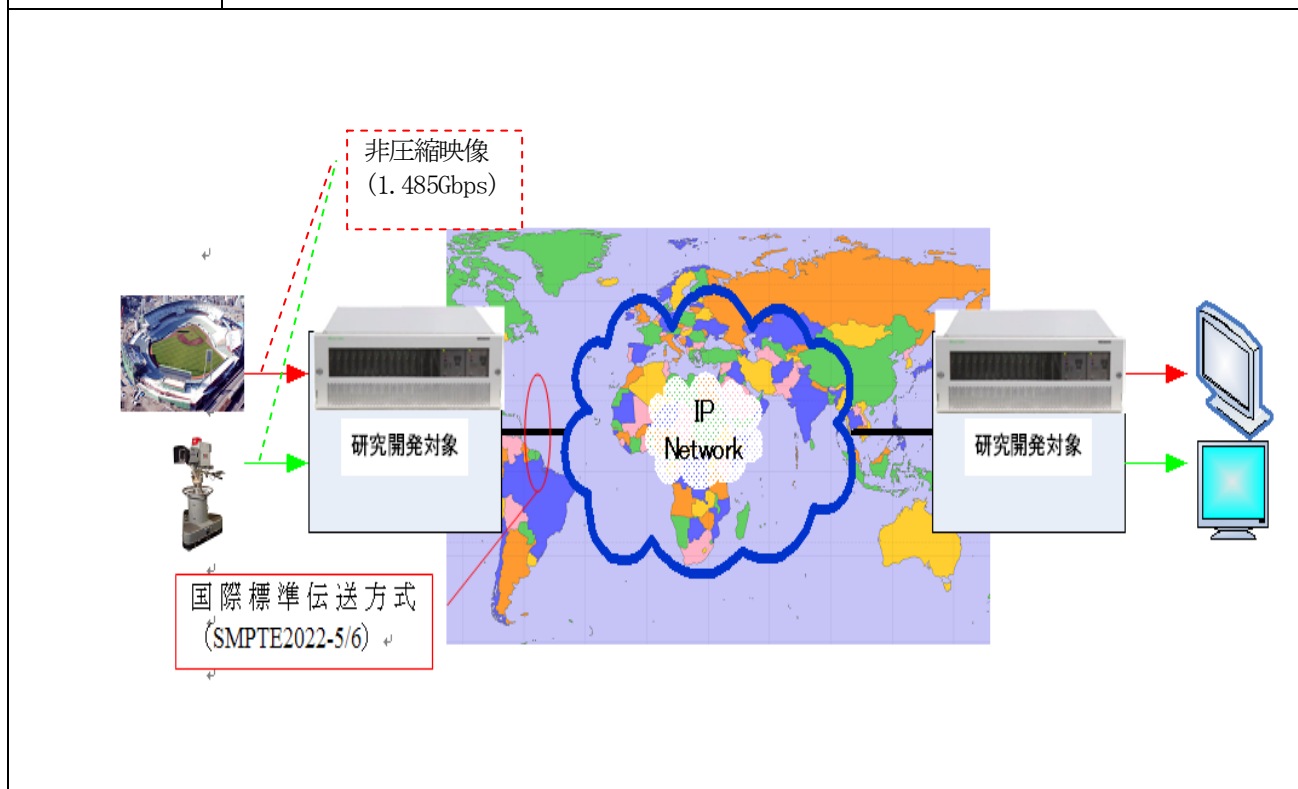 非圧縮映像
(1.485Gbps)
研究開発対象
IP
Network
研究開発対象
国際標準伝送方式
(SMPTE2022-5/6)